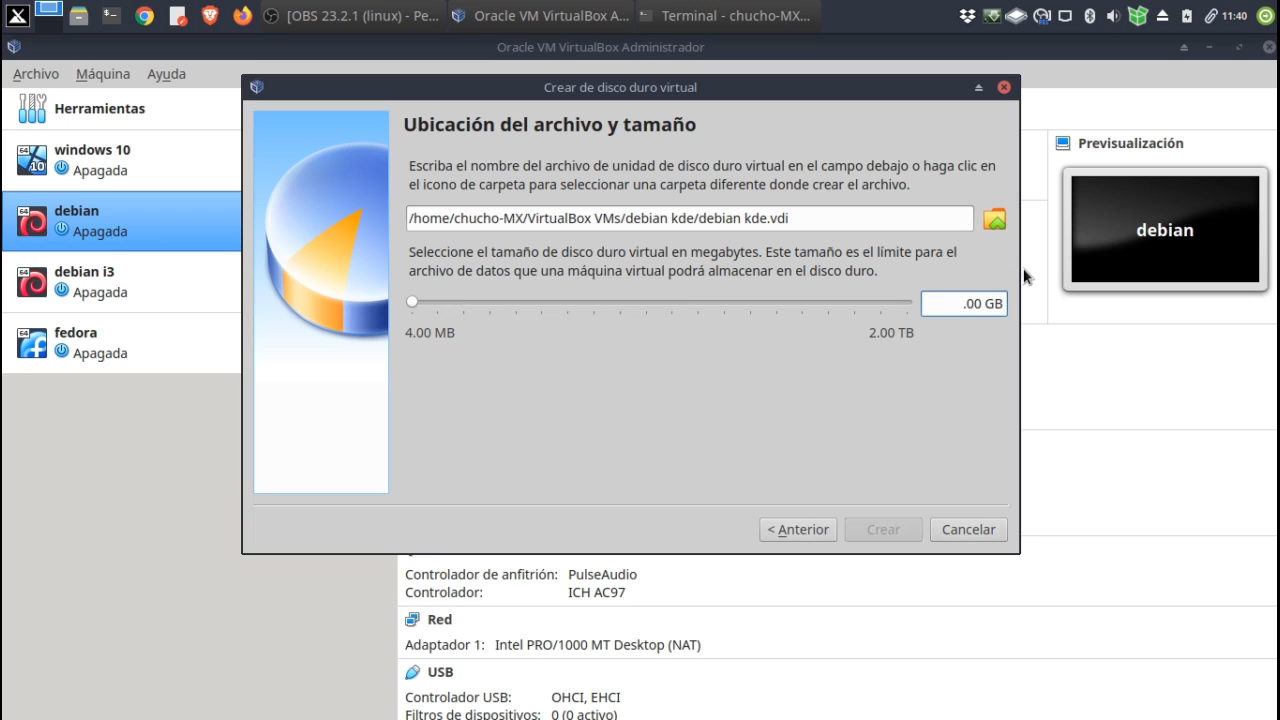 [OBS 23.2.1 (linux) - Pe...
Oracle VM VirtualBox A...
Terminal - chucho-MX...
11:40
Oracle VM VirtualBox Administrador
Archivo Máquina Ayuda
Crear de disco duro virtual
Herramientas
64
10
windows 10
Apagada
64
debian
Apagada
64
debian i3
Apagada
64
fedora
Apagada
Ubicación del archivo y tamaño
Escriba el nombre del archivo de unidad de disco duro virtual en el campo debajo o haga clic en
el icono de carpeta para seleccionar una carpeta diferente donde crear el archivo.
/home/chucho-MX/VirtualBox VMs/debian kde/debian kde.vdi
Seleccione el tamaño de disco duro virtual en megabytes. Este tamaño es el límite para el
archivo de datos que una máquina virtual podrá almacenar en el disco duro.
.00 GB
4.00 MB
2.00 TB
< Anterior
Crear
Cancelar
Previsualización
debian
Controlador de anfitrión: PulseAudio
Controlador: ICH AC97
Red
Adaptador 1: Intel PRO/1000 MT Desktop (NAT)
USB
Controlador USB: OHCI, EHCI
Filtros de dispositivos: 0 (0 activo)